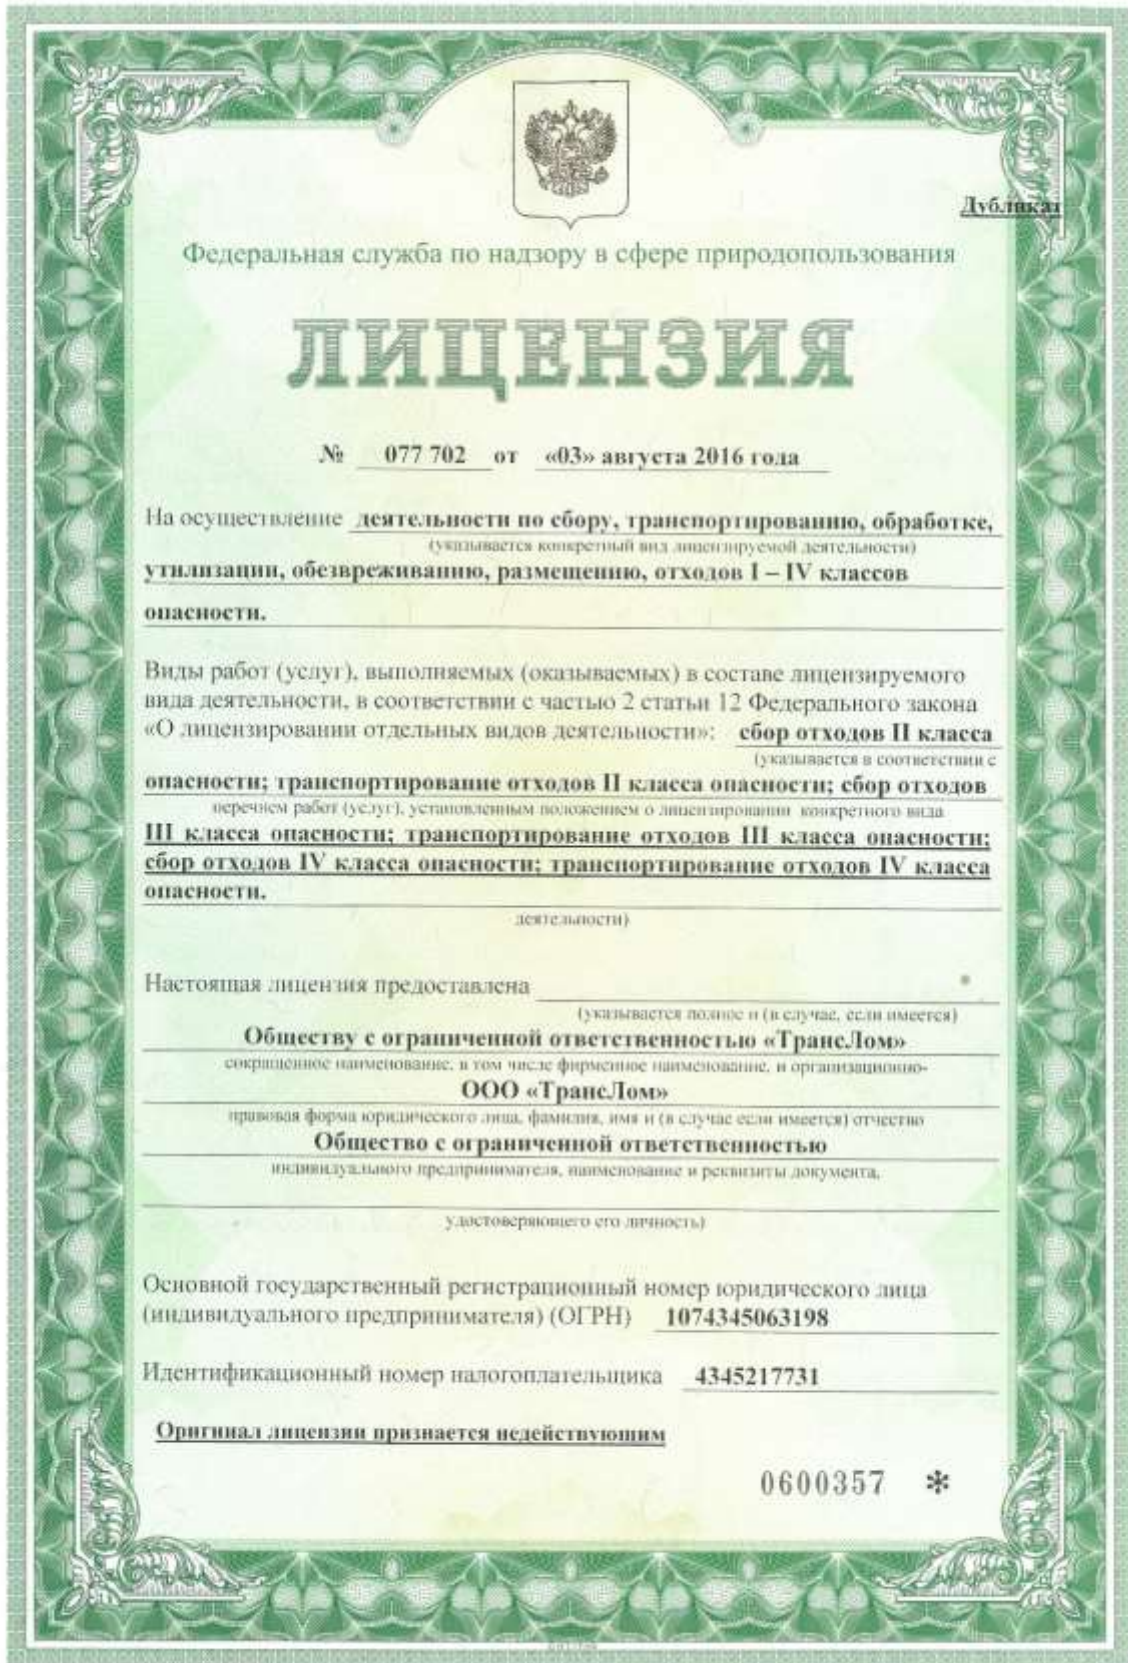 Дубликат
Федеральная служба по надзору в сфере природопользования
ЛИЦЕНЗИЯ
№ 077 702 от «03» августа 2016 года
На осуществление деятельности по сбору, транспортированию, обработке,
(указывается конкретный вид лицензируемой деятельности)
утилизации, обезвреживанию, размещению, отходов I – IV классов
опасности.
Виды работ (услуг), выполняемых (оказываемых) в составе лицензируемого
вида деятельности, в соответствии с частью 2 статьи 12 Федерального закона
«О лицензировании отдельных видов деятельности»: сбор отходов II класса
(указывается в соответствии с
опасности; транспортирование отходов II класса опасности; сбор отходов
перечнем работ (услуг), установленным положением о лицензировании конкретного вида
III класса опасности; транспортирование отходов III класса опасности;
сбор отходов IV класса опасности; транспортирование отходов IV класса
опасности.
деятельности)
Настоящая лицензия предоставлена
(указывается полное и (в случае, если имеется)
Обществу с ограниченной ответственностью «ТрансЛом»
сокращенное наименование, в том числе фирменное наименование, и организационно-
ООО «ТрансЛом»
правовая форма юридического лица, фамилия, имя и (в случае если имеется) отчество
Общество с ограниченной ответственностью
индивидуального предпринимателя, наименование и реквизиты документа,
удостоверяющего его личность)
Основной государственный регистрационный номер юридического лица
(индивидуального предпринимателя) (ОГРН) 1074345063198
Идентификационный номер налогоплательщика 4345217731
Оригинал лицензии признается недействующим
0600357 *